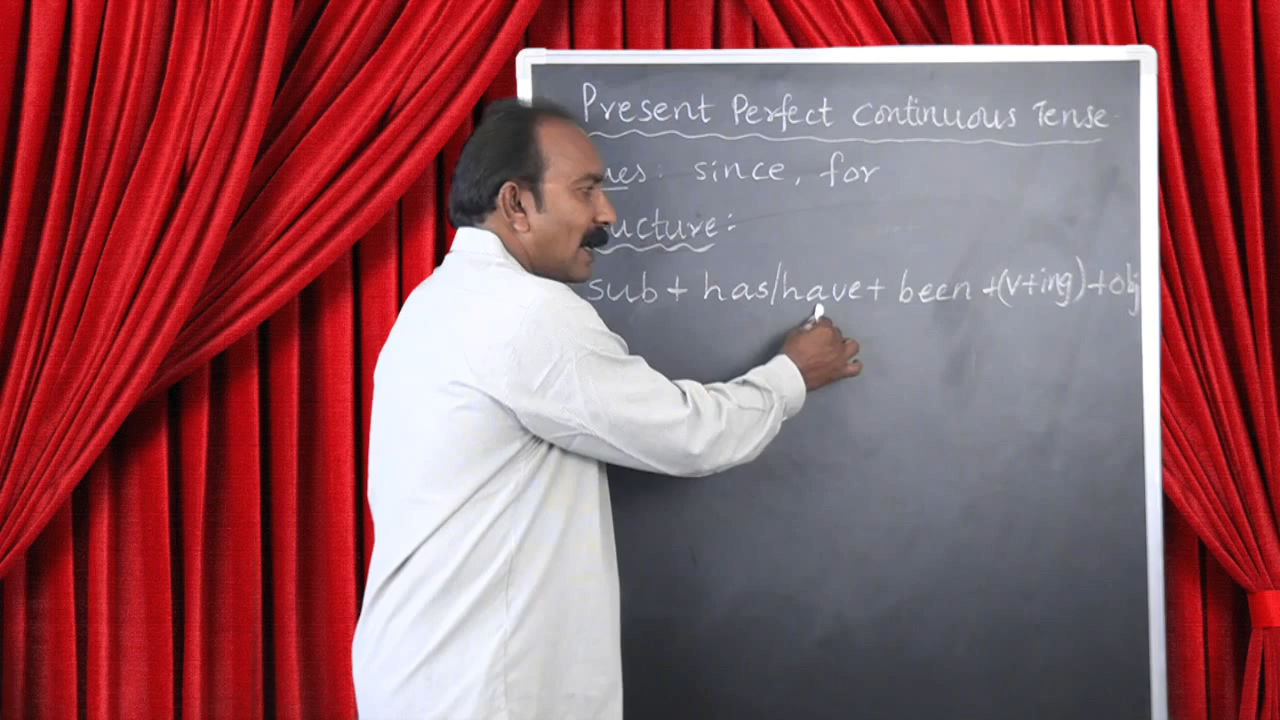 Present Perfect Continuous Tense
since, for
sub + has/have + been + (v+ing) + obj